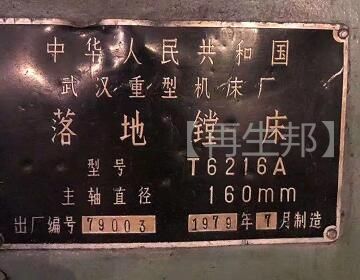 中华人民共和国
武汉重型机床厂
落地镗床
【再生邦】
型号 T6216A
主轴直径 160mm
出厂编号 79003 1979年7月制造